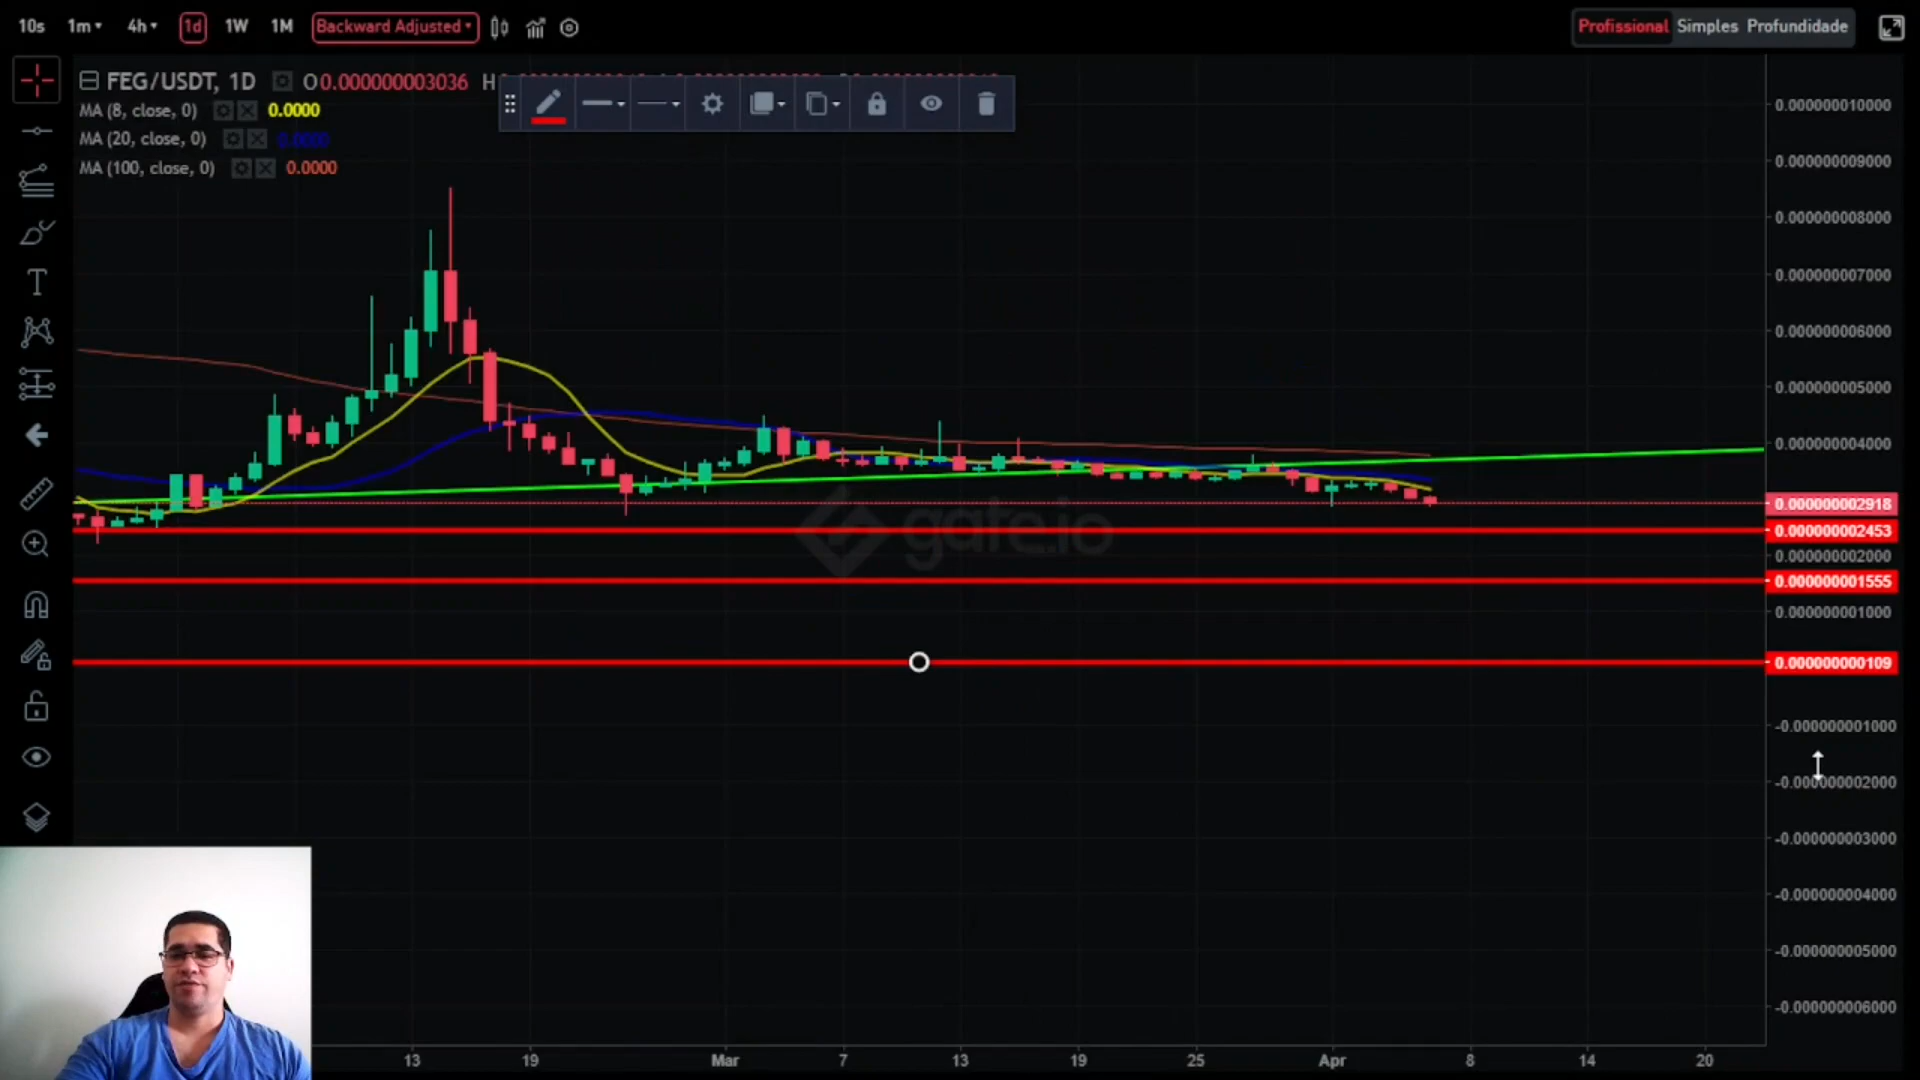 10s 1m 4h 1d 1W 1M Backward Adjusted
Profissional Simples Profundidade
FEG/USDT, 1D O0.000000003036 H
MA (8, close, 0) 0.0000
MA (20, close, 0) 0.0000
MA (100, close, 0) 0.0000
T
0.000000010000
0.000000009000
0.000000008000
0.000000007000
0.000000006000
0.000000005000
0.000000004000
0.000000002918
0.000000002453
0.000000002000
0.000000001555
0.000000001000
0.000000000109
-0.000000001000
-0.000000002000
-0.000000003000
-0.000000004000
-0.000000005000
-0.000000006000
gate.io
13 19 Mar 7 13 19 25 Apr 8 14 20